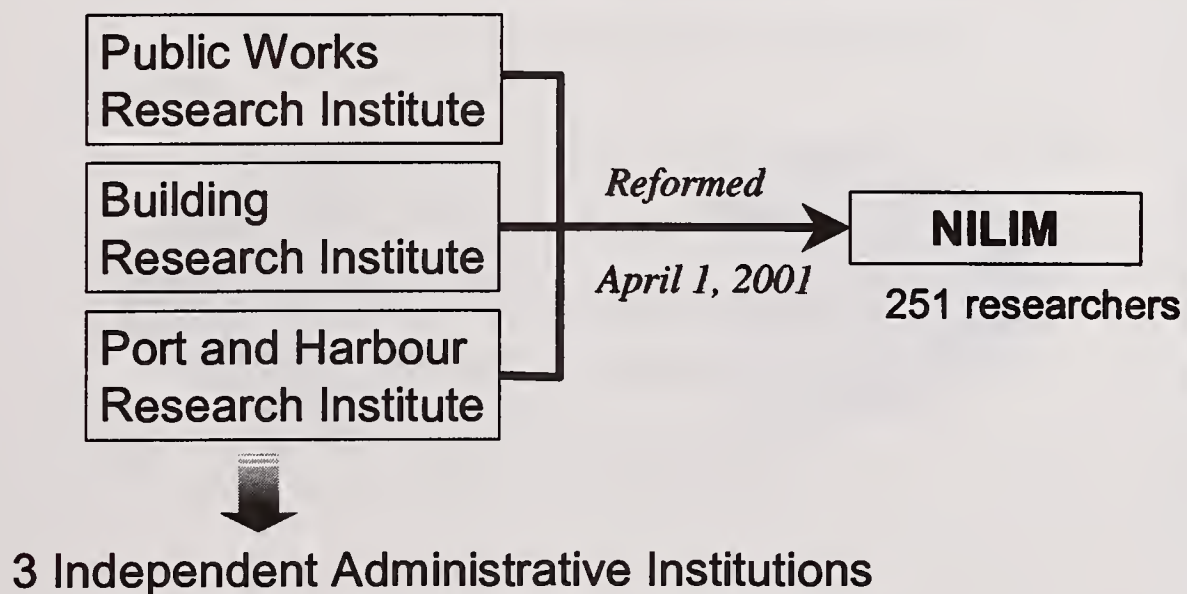 Public Works
Research Institute
Building
Research Institute
Port and Harbour
Research Institute
Reformed
April 1, 2001
NILIM
251 researchers
3 Independent Administrative Institutions